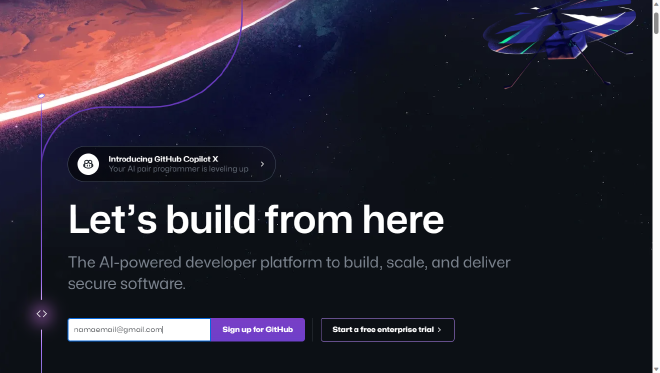 Introducing GitHub Copilot X
Your AI pair programmer is leveling up
Let's build from here
The AI-powered developer platform to build, scale, and deliver
secure software.
namaemail@gmail.com
Sign up for GitHub
Start a free enterprise trial